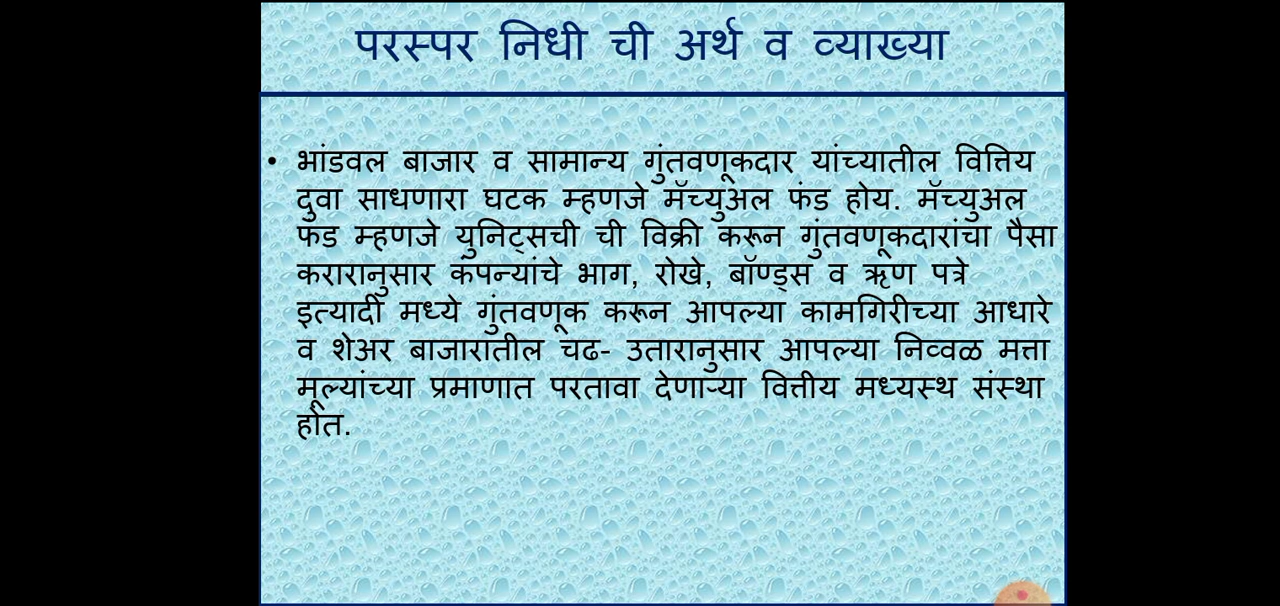 परस्पर निधी ची अर्थ व व्याख्या
• भांडवल बाजार व सामान्य गुंतवणूकदार यांच्यातील वित्तिय
दुवा साधणारा घटक म्हणजे मॅच्युअल फंड होय. मॅच्युअल
फंड म्हणजे युनिट्सची ची विक्री करून गुंतवणूकदारांचा पैसा
करारानुसार कंपन्यांचे भाग, रोखे, बॉण्ड्स व ऋण पत्रे
इत्यादी मध्ये गुंतवणूक करून आपल्या कामगिरीच्या आधारे
व शेअर बाजारातील चढ- उतारानुसार आपल्या निव्वळ मत्ता
मूल्यांच्या प्रमाणात परतावा देणाऱ्या वित्तीय मध्यस्थ संस्था
होत.